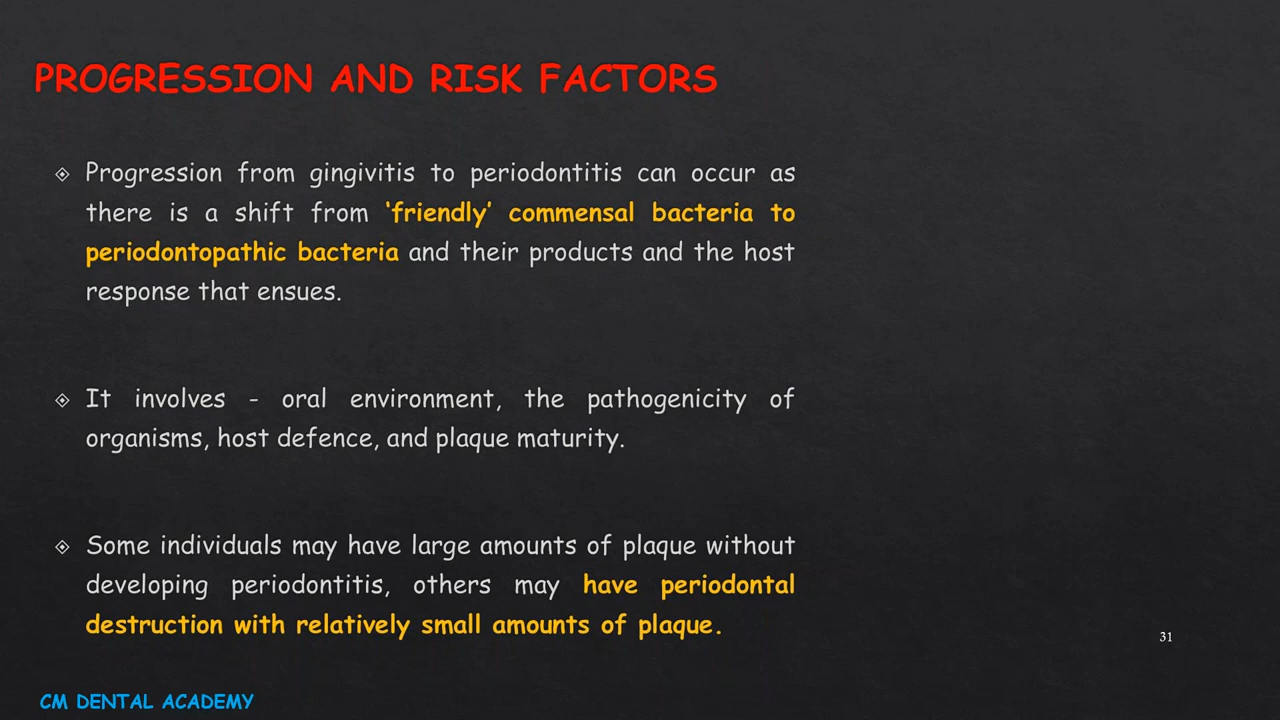 PROGRESSION AND RISK FACTORS
Progression from gingivitis to periodontitis can occur as
there is a shift from ‘friendly’ commensal bacteria to
periodontopathic bacteria and their products and the host
response that ensues.
It involves - oral environment, the pathogenicity of
organisms, host defence, and plaque maturity.
Some individuals may have large amounts of plaque without
developing periodontitis, others may have periodontal
destruction with relatively small amounts of plaque.
31
CM DENTAL ACADEMY